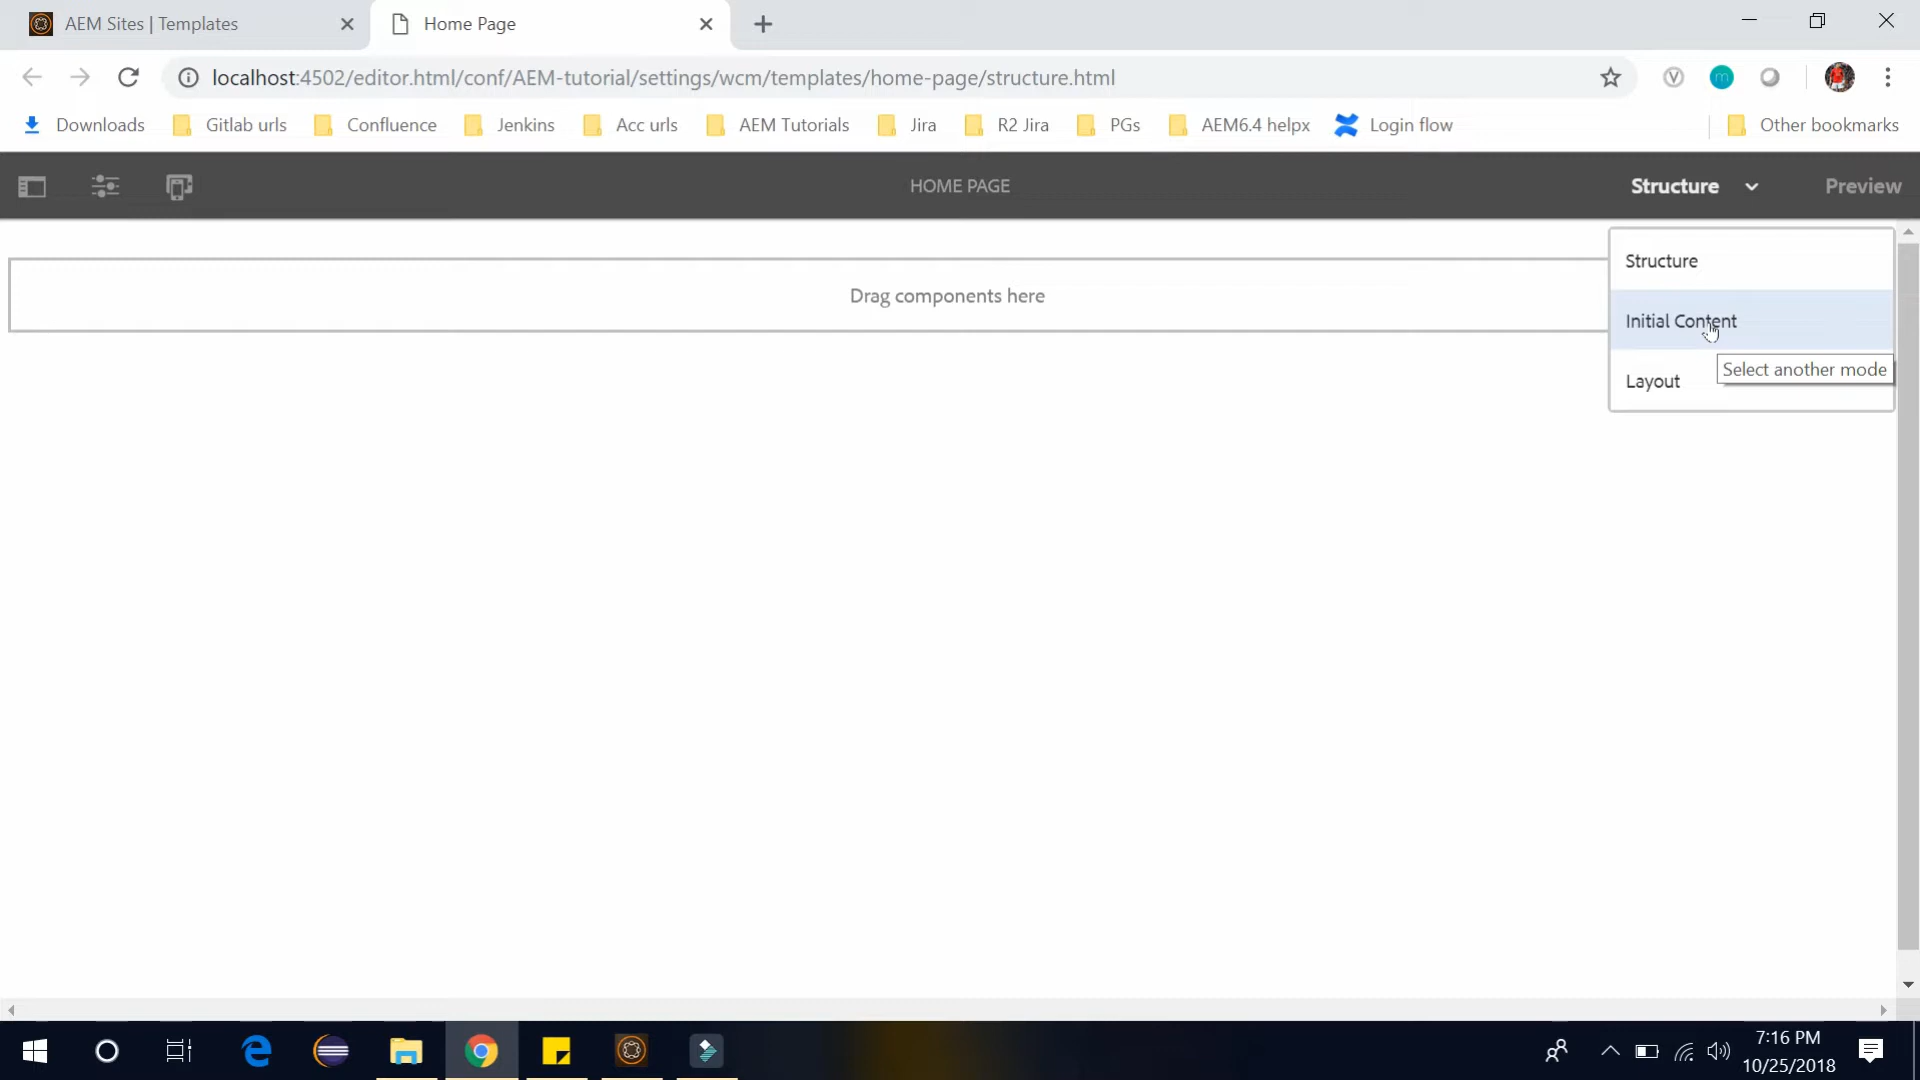 AEM Sites | Templates
Home Page
localhost:4502/editor.html/conf/AEM-tutorial/settings/wcm/templates/home-page/structure.html
Downloads Gitlab urls Confluence Jenkins Acc urls AEM Tutorials Jira R2 Jira PGs AEM6.4 helpx Login flow Other bookmarks
HOME PAGE Structure Preview
Structure
Drag components here
Initial Content
Select another mode
Layout
7:16 PM
10/25/2018